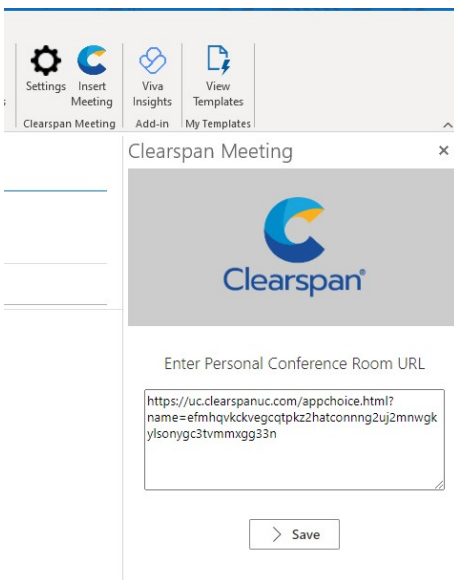 Settings Insert Meeting Viva Insights View Templates
Clearspan Meeting Add-in My Templates
Clearspan Meeting
Clearspan®
Enter Personal Conference Room URL
https://uc.clearspanuc.com/appchoice.html?
name=efmhqvkckvegcqtpkz2hatconnng2uj2mnwgk
ylsonygc3tvmmxgg33n
Save